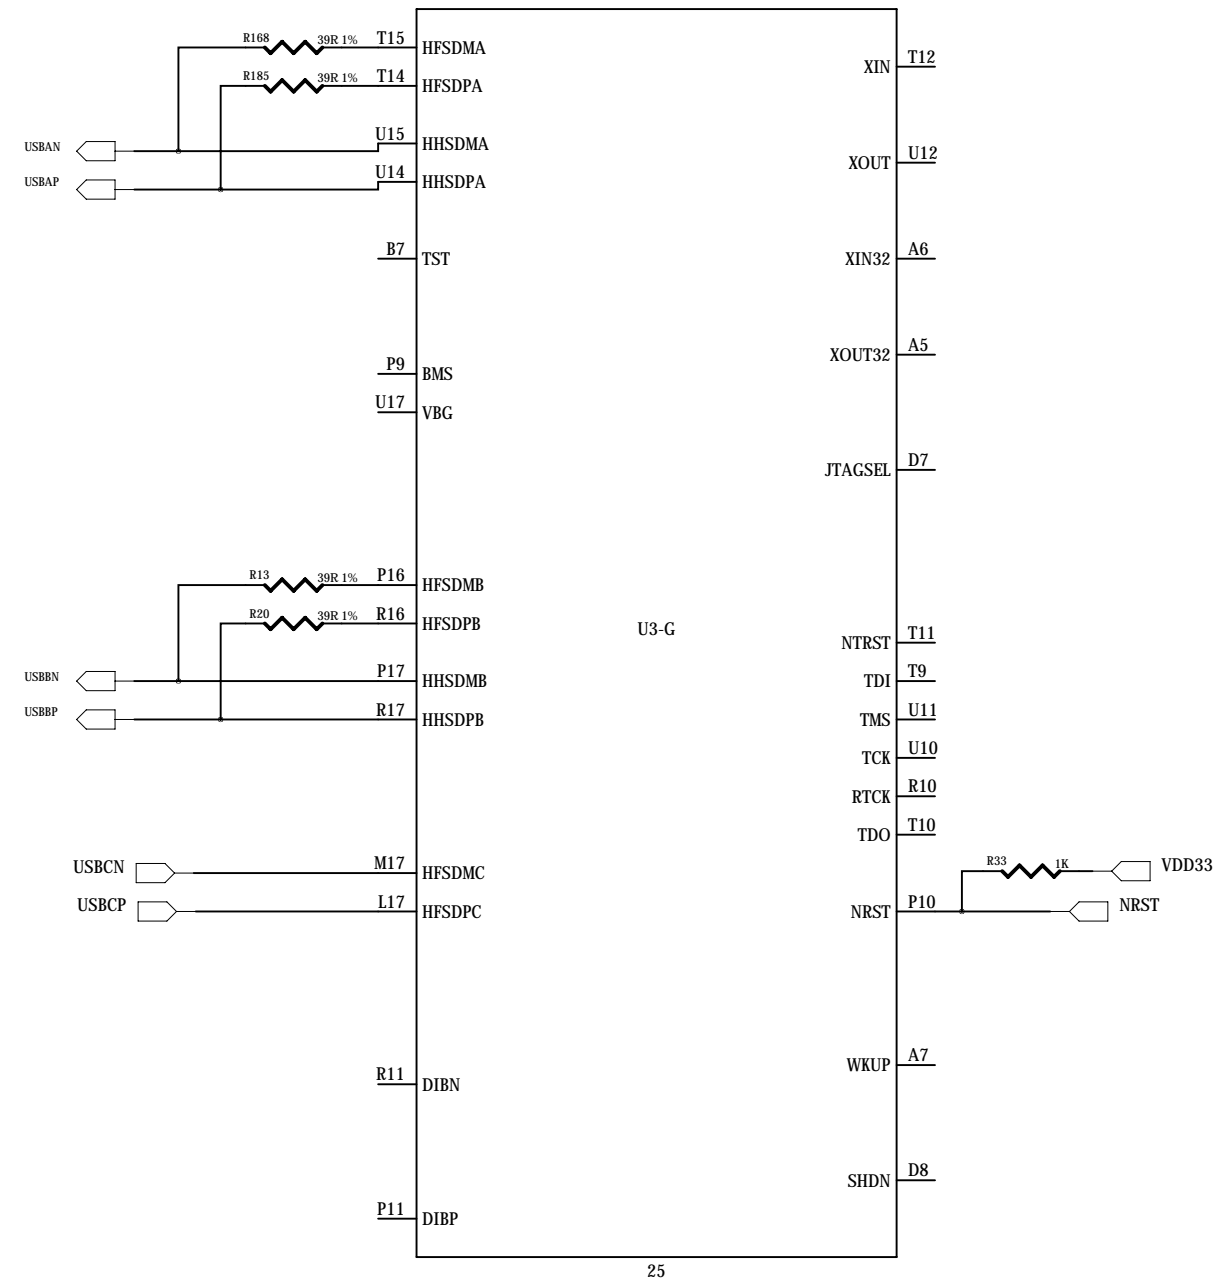 R168 39R 1% T15 HFSDMA
XIN T12
R185 39R 1% T14 HFSDPA
USBAN U15 HHSDMA
XOUT U12
USBAP U14 HHSDPA
B7 TST
XIN32 A6
XOUT32 A5
P9 BMS
U17 VBG
JTAGSEL D7
R13 39R 1% P16 HFSDMB
R20 39R 1% R16 HFSDPB
U3-G
NTRST T11
USBBN P17 HHSDMB
TDI T9
USBBP R17 HHSDPB
TMS U11
TCK U10
RTCK R10
TDO T10
USBCN M17 HFSDMC
R33 1K VDD33
USBCP L17 HFSDPC
NRST P10 NRST
WKUP A7
R11 DIBN
SHDN D8
P11 DIBP
25